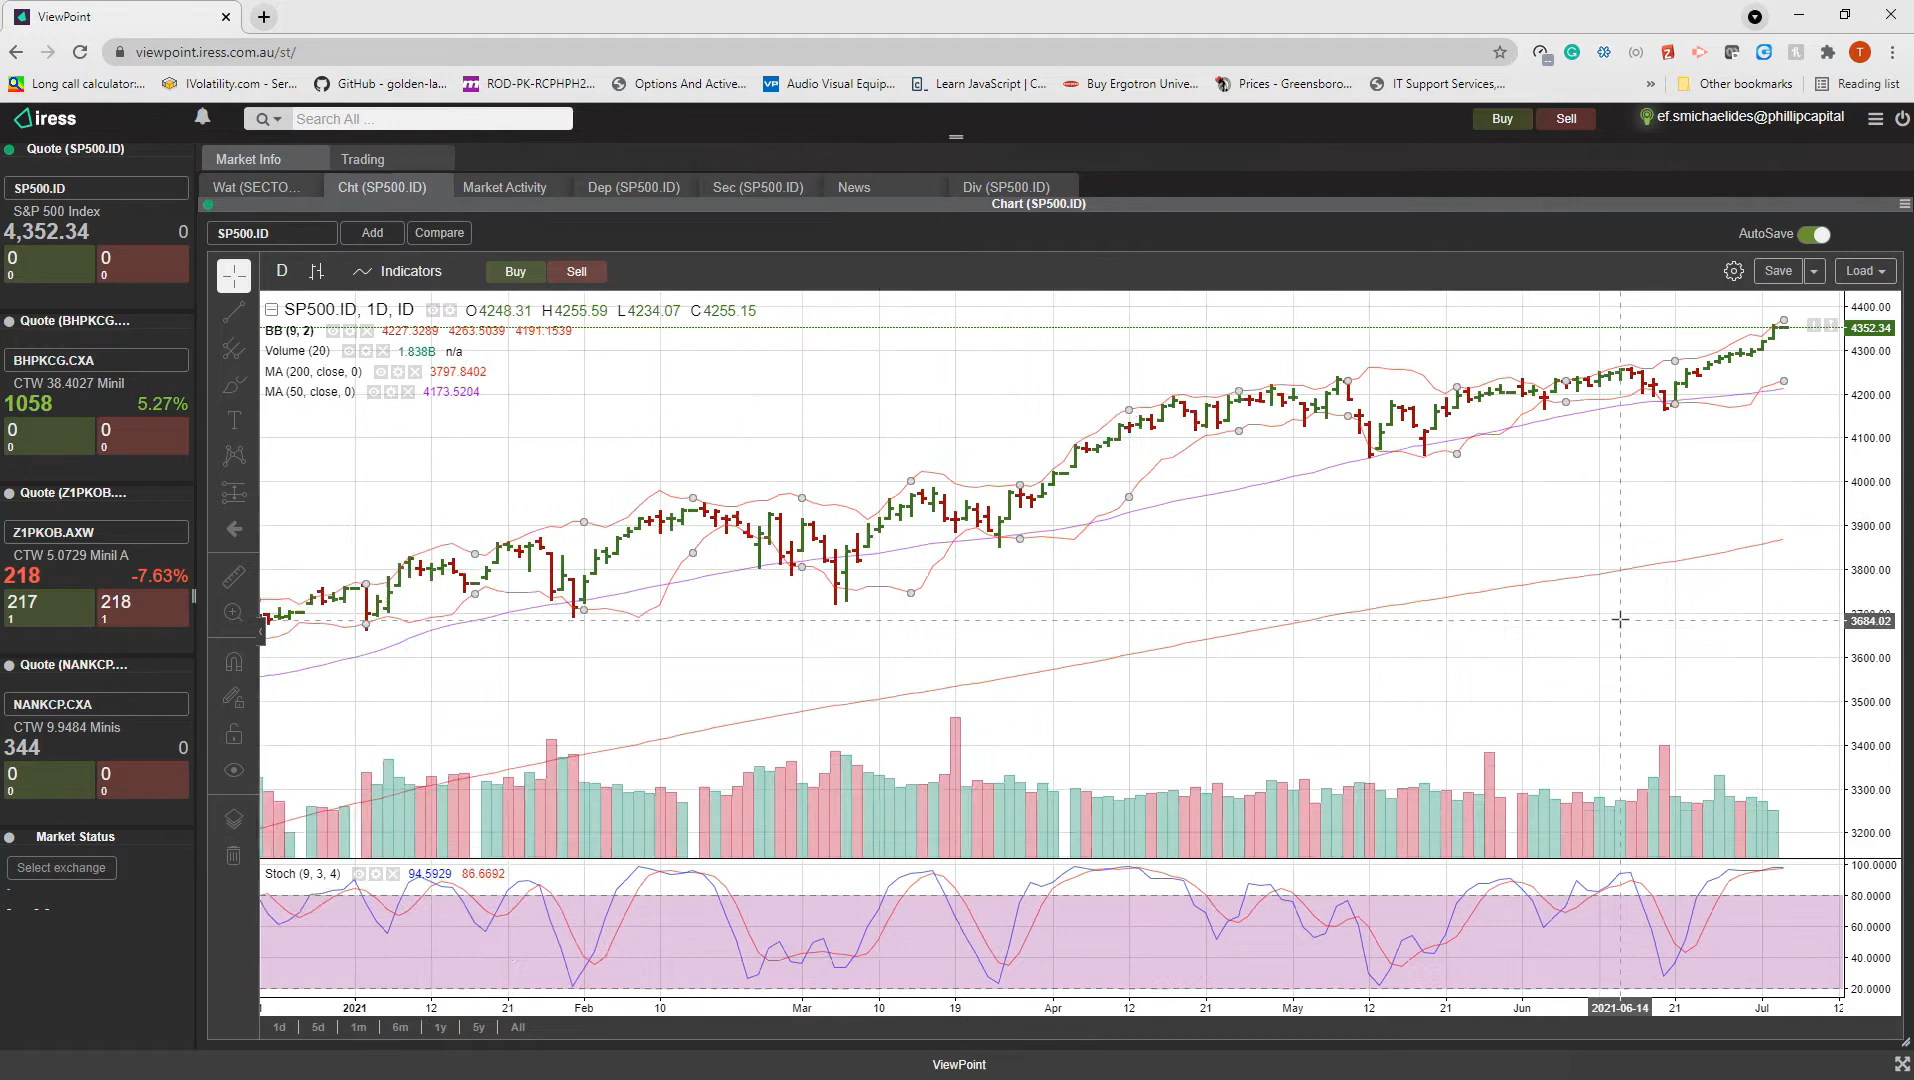 ViewPoint
viewpoint.iress.com.au/st/
T
Long call calculator:...
IVolatility.com - Ser...
GitHub - golden-la...
ROD-PK-RCPHPH2...
Options And Active...
VP
Audio Visual Equip...
Learn JavaScript | C...
Buy Ergotron Unive...
Prices - Greensboro...
IT Support Services,...
»
Other bookmarks
Reading list
iress
Search All ...
Buy
Sell
ef.smichaelides@phillipcapital
Quote (SP500.ID)
SP500.ID
S&P 500 Index
4,352.34 0
0 0
0 0
Quote (BHPKCG....
BHPKCG.CXA
CTW 38.4027 Minil
1058 5.27%
0 0
0 0
Quote (Z1PKOB....
Z1PKOB.AXW
CTW 5.0729 Minil A
218 -7.63%
217 218
1 1
Quote (NANKCP....
NANKCP.CXA
CTW 9.9484 Minis
344 0
0 0
0 0
Market Status
Select exchange
-
- - -
Market Info
Trading
Wat (SECTO...
Cht (SP500.ID)
Market Activity
Dep (SP500.ID)
Sec (SP500.ID)
News
Div (SP500.ID)
Chart (SP500.ID)
SP500.ID
Add
Compare
AutoSave
D
Indicators
Buy
Sell
Save
Load
SP500.ID, 1D, ID O4248.31 H4255.59 L4234.07 C4255.15
BB (9, 2) 4227.3289 4263.5039 4191.1539
Volume (20) 1.838B n/a
MA (200, close, 0) 3797.8402
MA (50, close, 0) 4173.5204
4400.00
4352.34
4300.00
4200.00
4100.00
4000.00
3900.00
3800.00
3700.00
3684.02
3600.00
3500.00
3400.00
3300.00
3200.00
Stoch (9, 3, 4) 94.5929 86.6692
100.0000
80.0000
60.0000
40.0000
20.0000
2021 12 21 Feb 10 Mar 10 19 Apr 12 21 May 12 21 Jun 2021-06-14 21 Jul 12
1d 5d 1m 6m 1y 5y All
ViewPoint